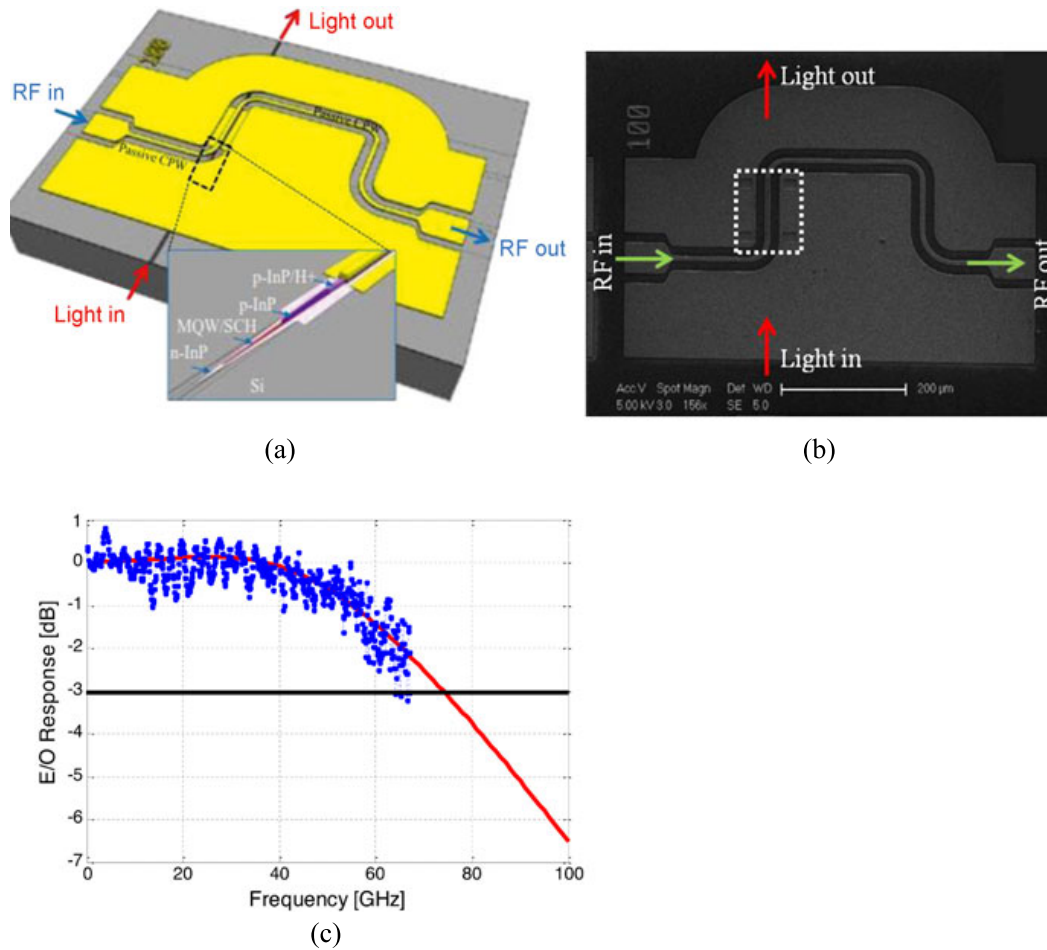 Light out
100
RF in
Passive CPW
Passive CPW
RF out
Light in
p-InP/H+
p-InP
MQW/SCH
n-InP
Si
(a)
Light out
100
RF in
RF out
Light in
Acc.V Spot Magn Det WD
5.00 kV 3.0 156x SE 5.0
200 µm
(b)
1
0
-1
-2
-3
-4
-5
-6
-7
E/O Response [dB]
0 20 40 60 80 100
Frequency [GHz]
(c)